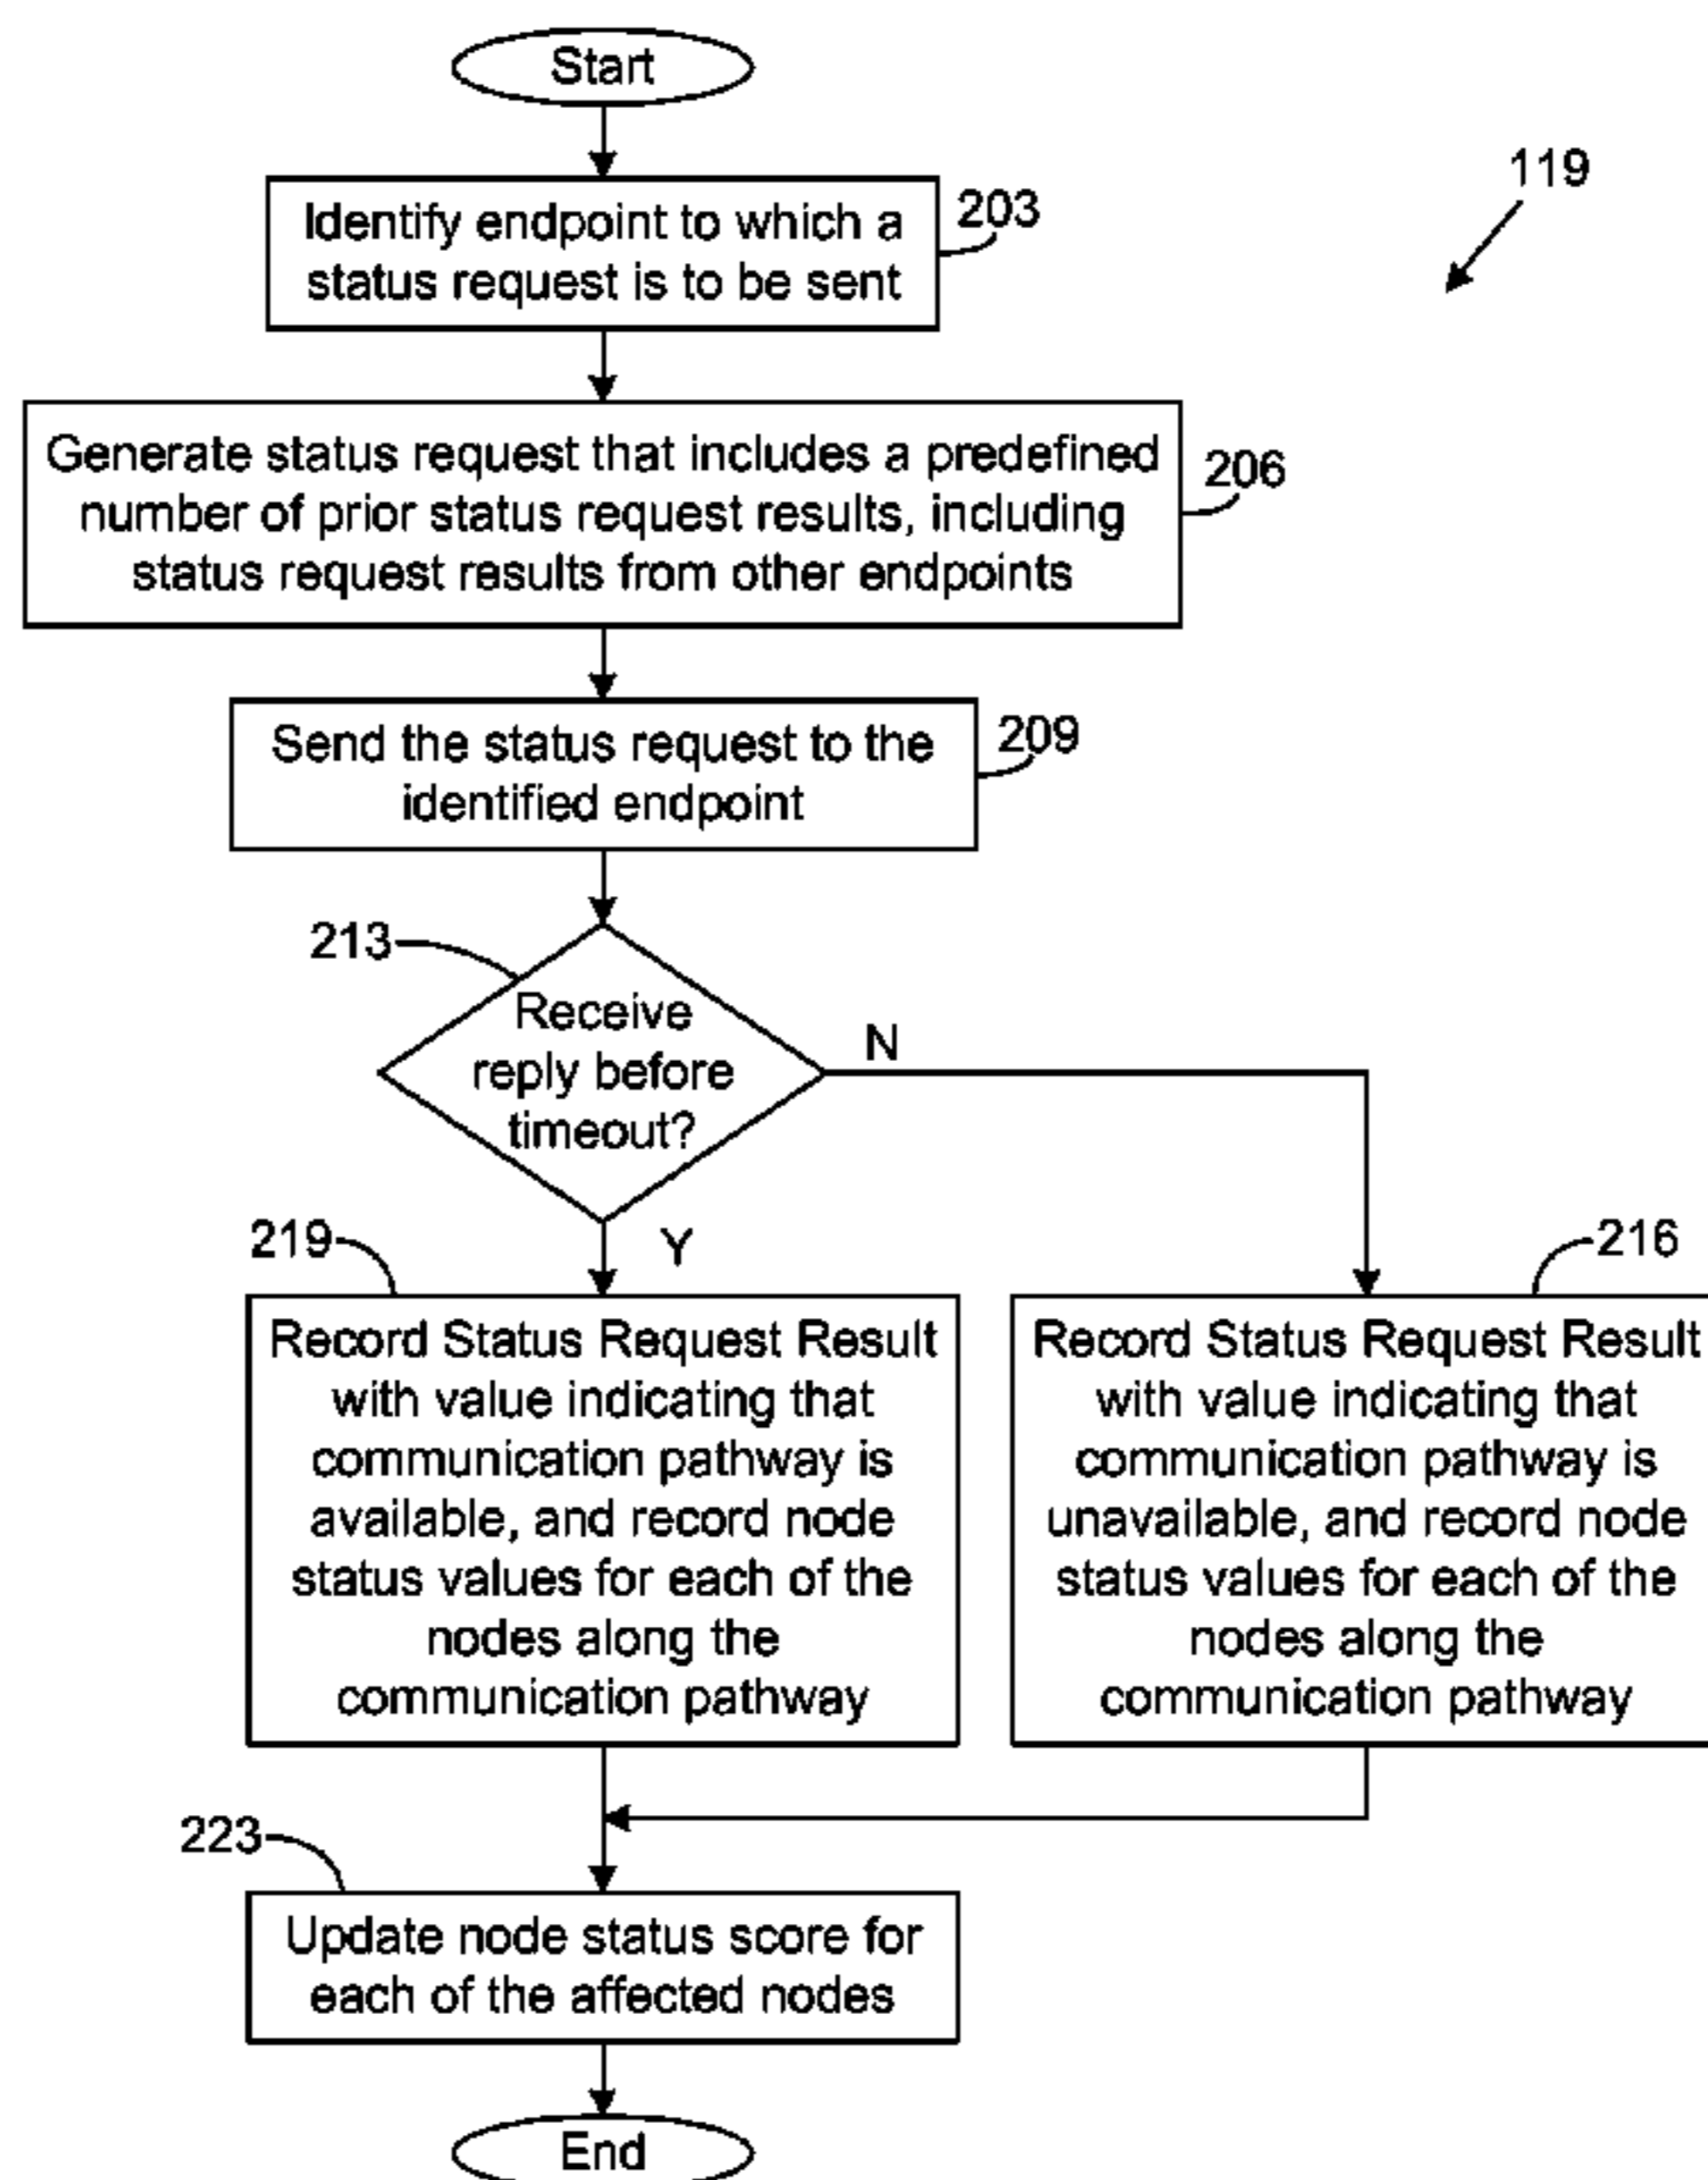 Start
119
Identify endpoint to which a
status request is to be sent
203
Generate status request that includes a predefined
number of prior status request results, including
status request results from other endpoints
206
Send the status request to the
identified endpoint
209
213
Receive
reply before
timeout?
N
Y
219
Record Status Request Result
with value indicating that
communication pathway is
available, and record node
status values for each of the
nodes along the
communication pathway
216
Record Status Request Result
with value indicating that
communication pathway is
unavailable, and record node
status values for each of the
nodes along the
communication pathway
223
Update node status score for
each of the affected nodes
End